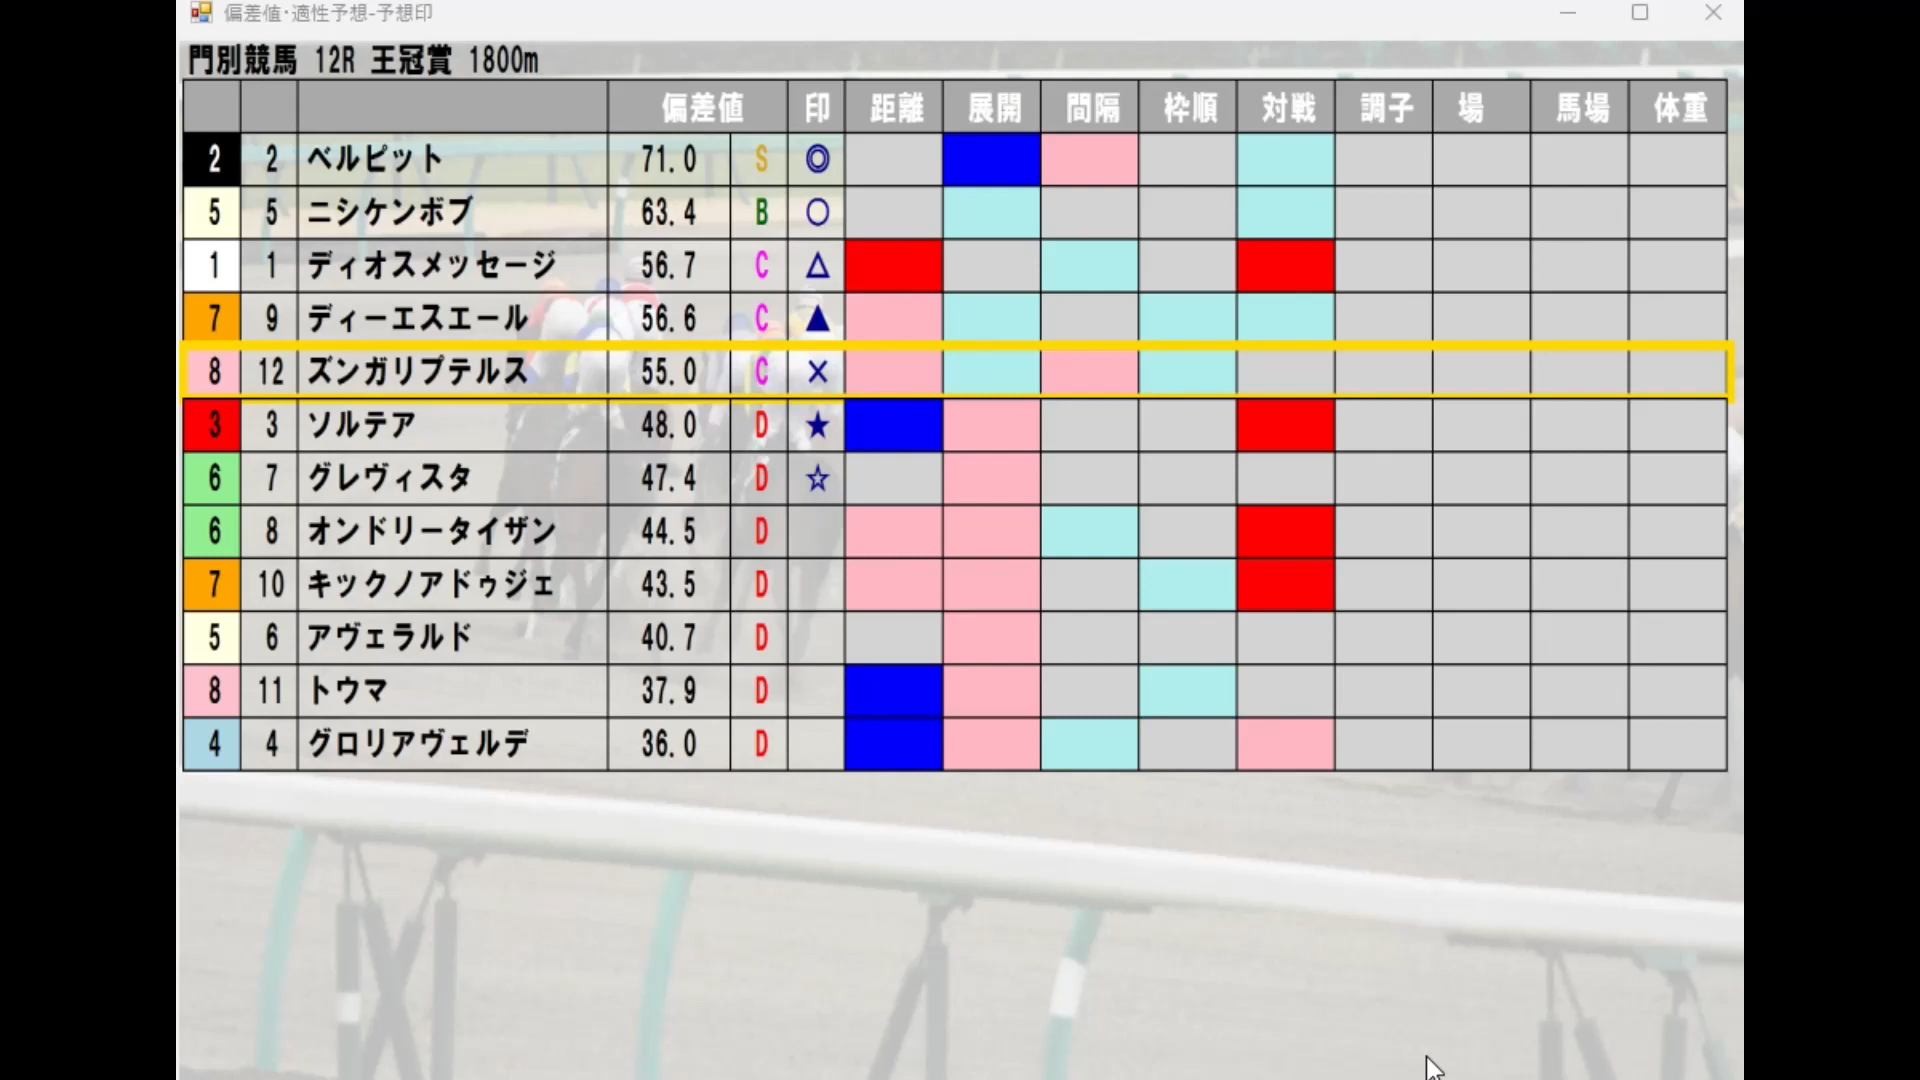 偏差値・適性予想-予想印
門別競馬 12R 王冠賞 1800m
偏差値 印 距離 展開 間隔 枠順 対戦 調子 場 馬場 体重
2 2 ベルピット 71.0 S ◎
5 5 ニシケンボブ 63.4 B ○
1 1 ディオスメッセージ 56.7 C △
7 9 ディーエスエール 56.6 C ▲
8 12 ズンガリプテルス 55.0 C ×
3 3 ソルテア 48.0 D ★
6 7 グレヴィスタ 47.4 D ☆
6 8 オンドリータイザン 44.5 D
7 10 キックノアドゥジェ 43.5 D
5 6 アヴェラルド 40.7 D
8 11 トウマ 37.9 D
4 4 グロリアヴェルデ 36.0 D